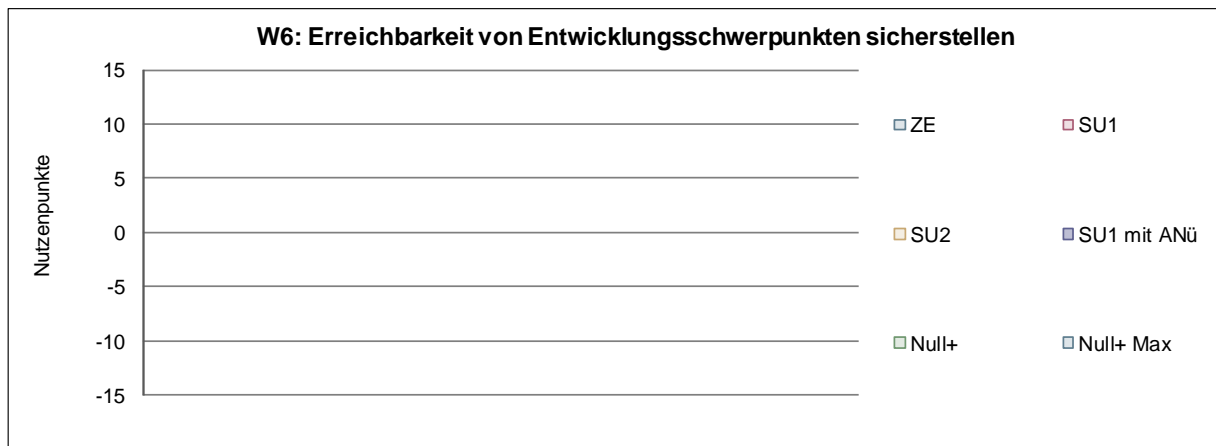 W6: Erreichbarkeit von Entwicklungsschwerpunkten sicherstellen
Nutzenpunkte
15
10
5
0
-5
-10
-15
ZE
SU1
SU2
SU1 mit ANü
Null+
Null+ Max